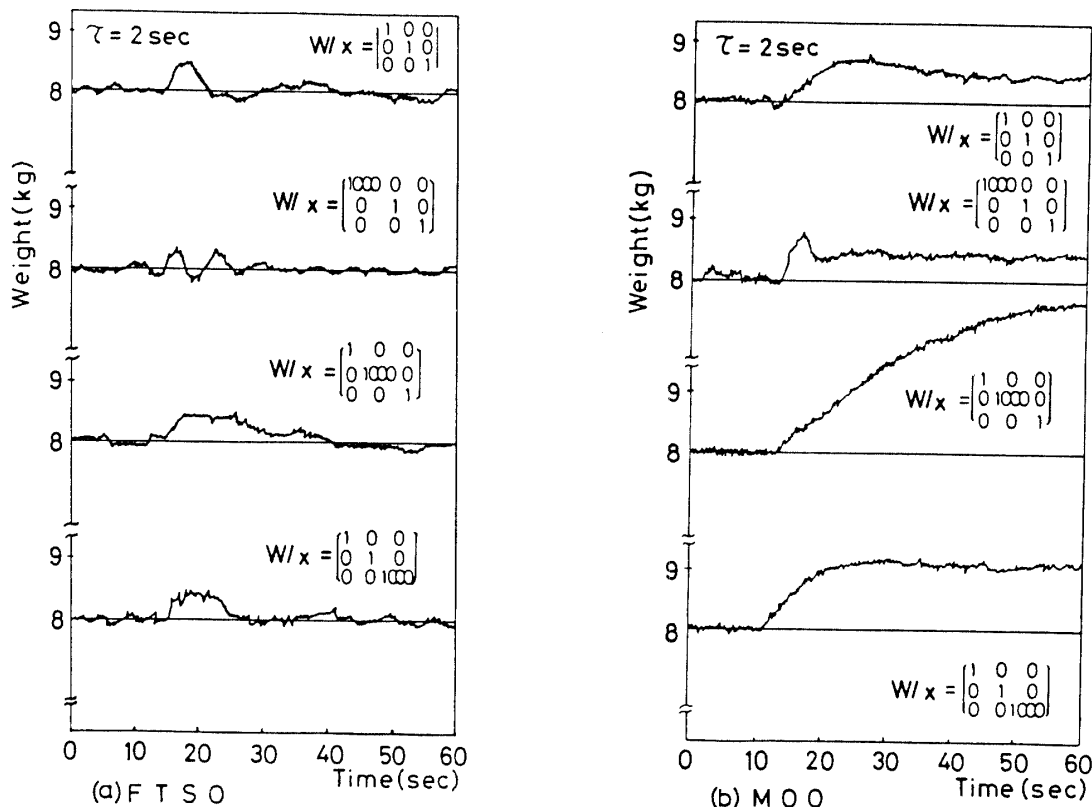 9
τ = 2 sec
W/x = [1 0 0
0 1 0
0 0 1]
8
Weight(kg)
9
W/x = [1000 0 0
0 1 0
0 0 1]
8
9
W/x = [1 0 0
0 1000 0
0 0 1]
8
9
W/x = [1 0 0
0 1 0
0 0 1000]
8
0 10 20 30 40 50 60
Time(sec)
(a) F T S O
9
τ = 2 sec
8
W/x = [1 0 0
0 1 0
0 0 1]
Weight(kg)
9
W/x = [1000 0 0
0 1 0
0 0 1]
8
9
W/x = [1 0 0
0 1000 0
0 0 1]
8
9
8
W/x = [1 0 0
0 1 0
0 0 1000]
0 10 20 30 40 50 60
Time(sec)
(b) M O O